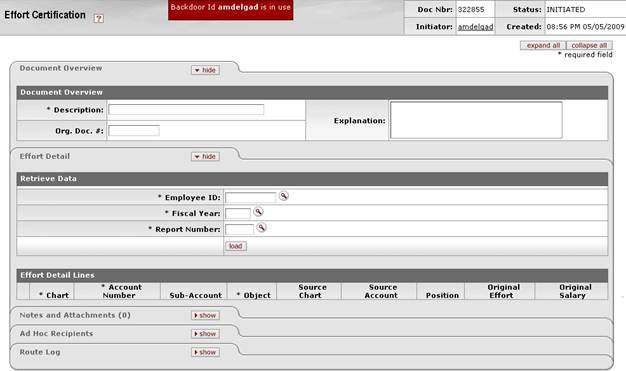 Backdoor Id amdelgad is in use
Effort Certification ?
Doc Nbr: 322855 Status: INITIATED
Initiator: amdelgad Created: 08:56 PM 05/05/2009
expand all collapse all
* required field
Document Overview hide
Document Overview
* Description: Explanation:
Org. Doc. #:
Effort Detail hide
Retrieve Data
* Employee ID:
* Fiscal Year:
* Report Number:
load
Effort Detail Lines
* Chart * Account Number Sub-Account * Object Source Chart Source Account Position Original Effort Original Salary
Notes and Attachments (0) show
Ad Hoc Recipients show
Route Log show